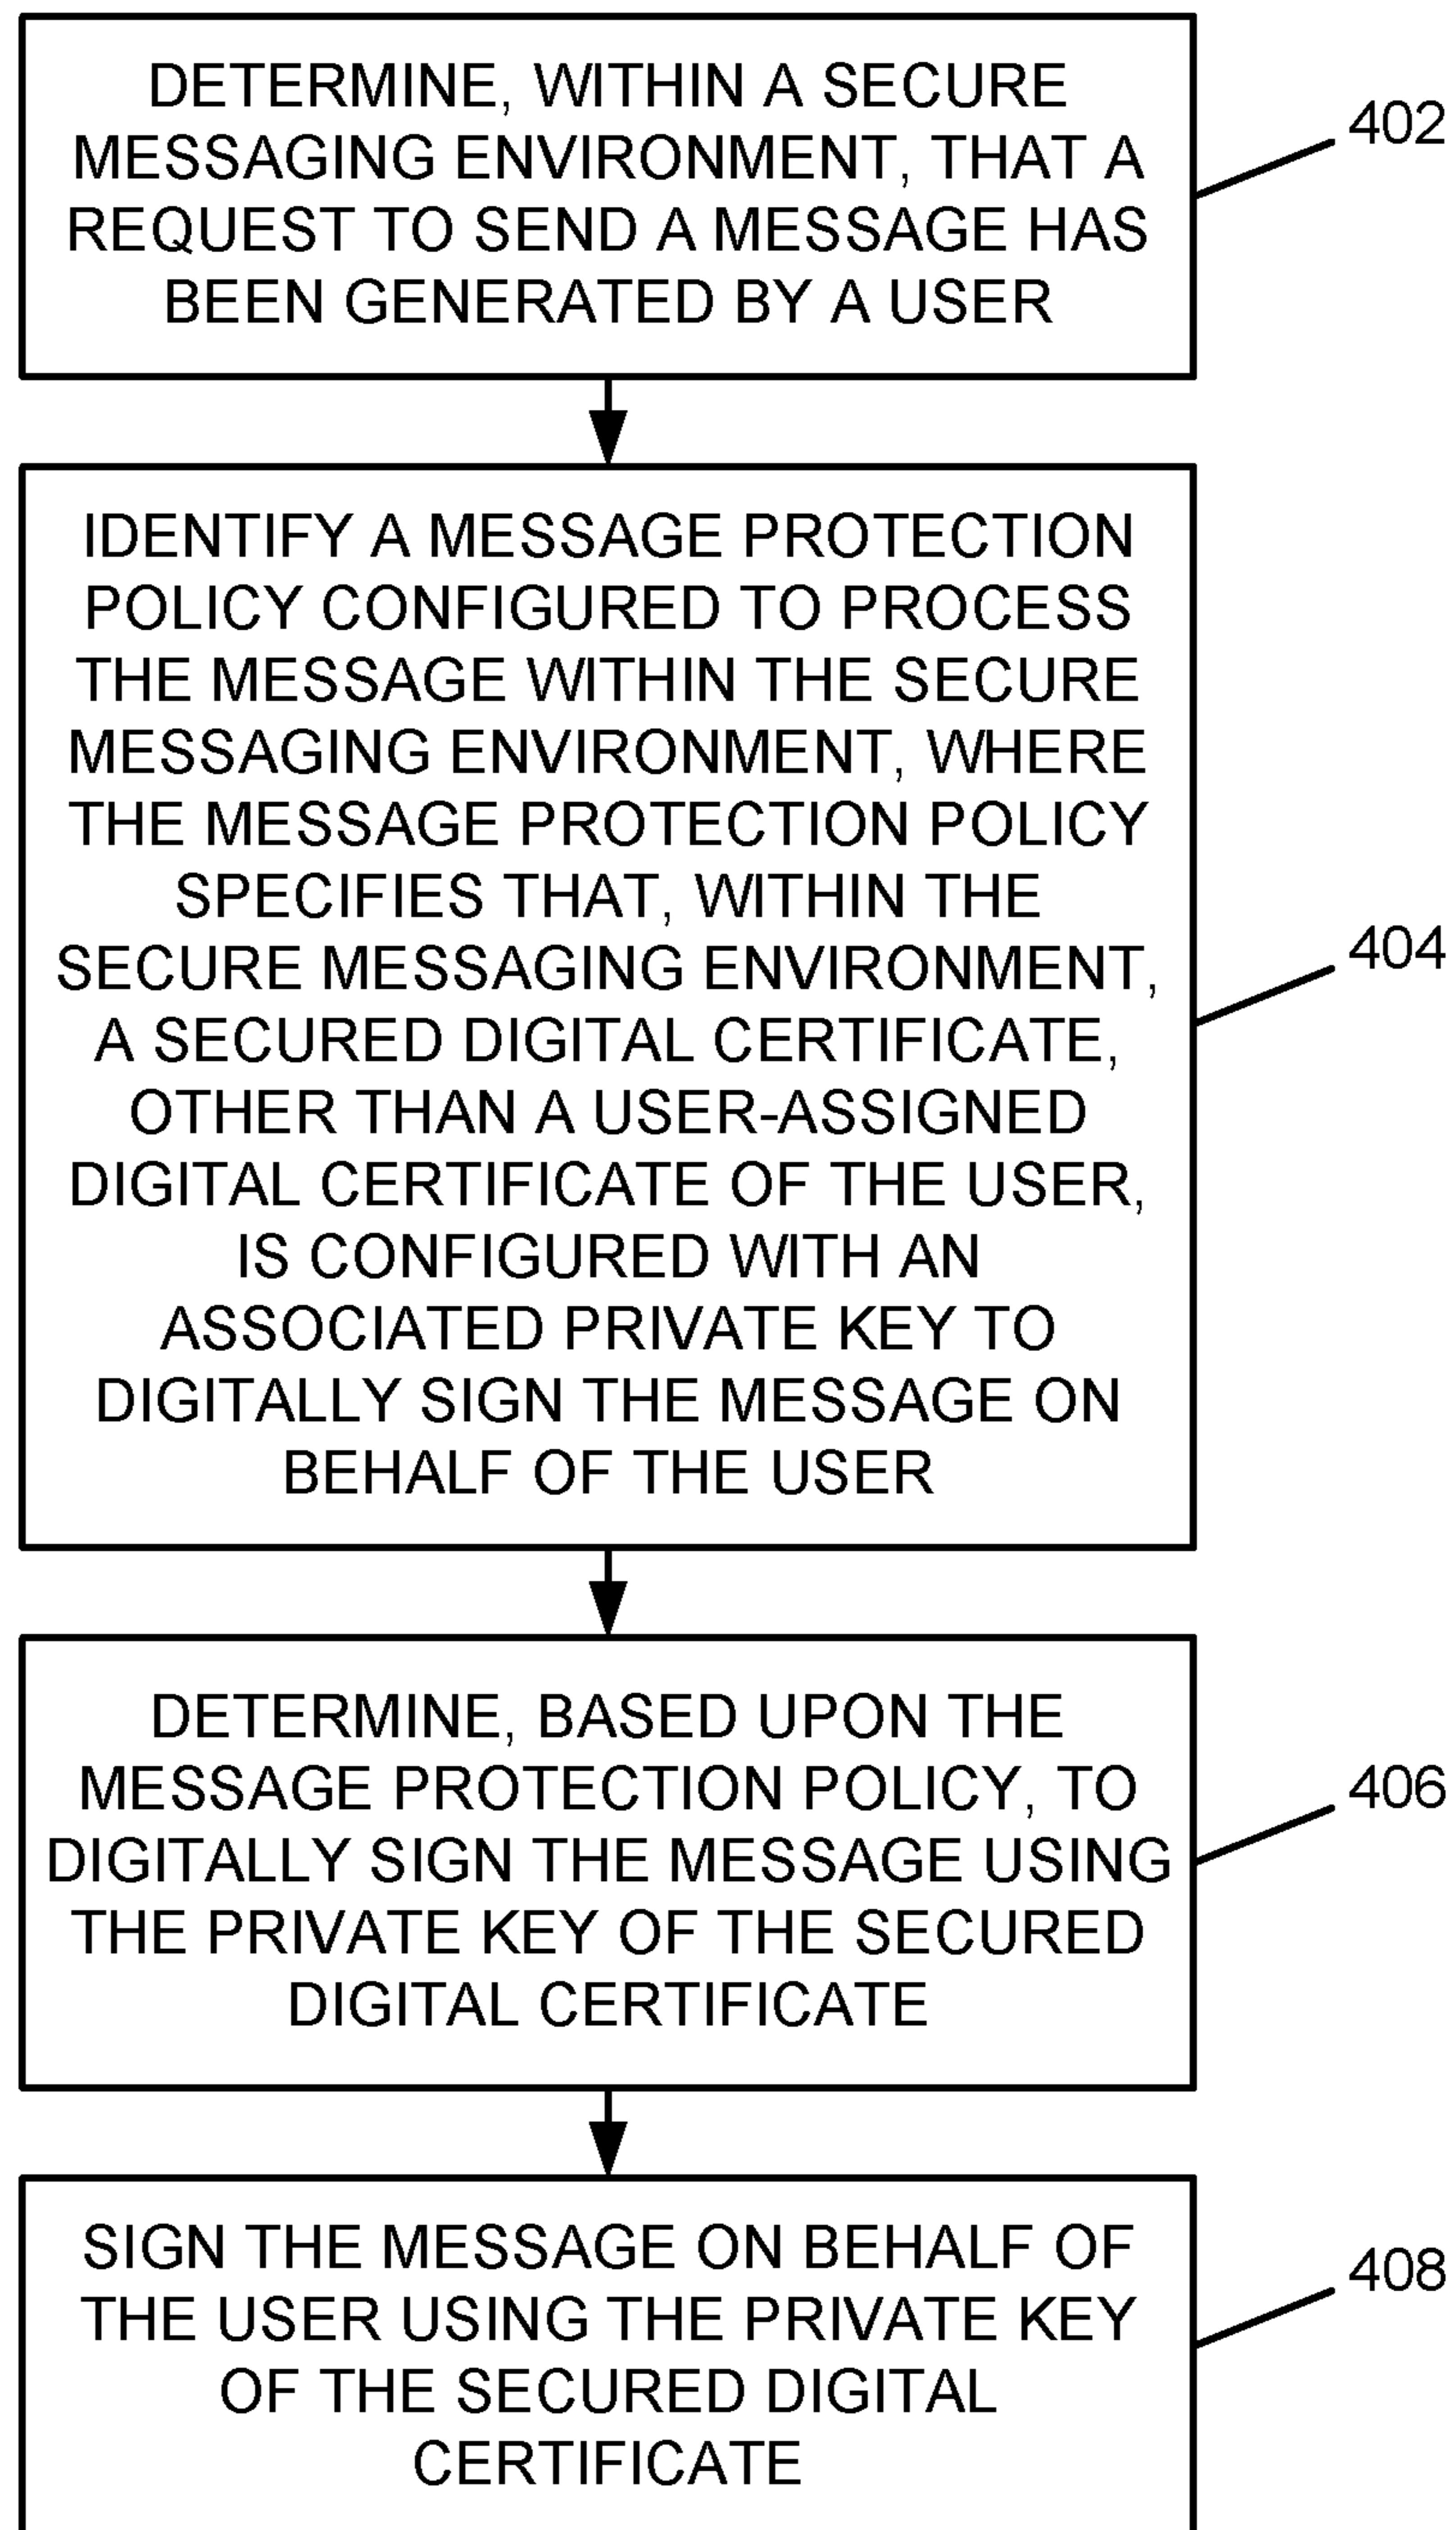 DETERMINE, WITHIN A SECURE
MESSAGING ENVIRONMENT, THAT A
REQUEST TO SEND A MESSAGE HAS
BEEN GENERATED BY A USER
402
IDENTIFY A MESSAGE PROTECTION
POLICY CONFIGURED TO PROCESS
THE MESSAGE WITHIN THE SECURE
MESSAGING ENVIRONMENT, WHERE
THE MESSAGE PROTECTION POLICY
SPECIFIES THAT, WITHIN THE
SECURE MESSAGING ENVIRONMENT,
A SECURED DIGITAL CERTIFICATE,
OTHER THAN A USER-ASSIGNED
DIGITAL CERTIFICATE OF THE USER,
IS CONFIGURED WITH AN
ASSOCIATED PRIVATE KEY TO
DIGITALLY SIGN THE MESSAGE ON
BEHALF OF THE USER
404
DETERMINE, BASED UPON THE
MESSAGE PROTECTION POLICY, TO
DIGITALLY SIGN THE MESSAGE USING
THE PRIVATE KEY OF THE SECURED
DIGITAL CERTIFICATE
406
SIGN THE MESSAGE ON BEHALF OF
THE USER USING THE PRIVATE KEY
OF THE SECURED DIGITAL
CERTIFICATE
408